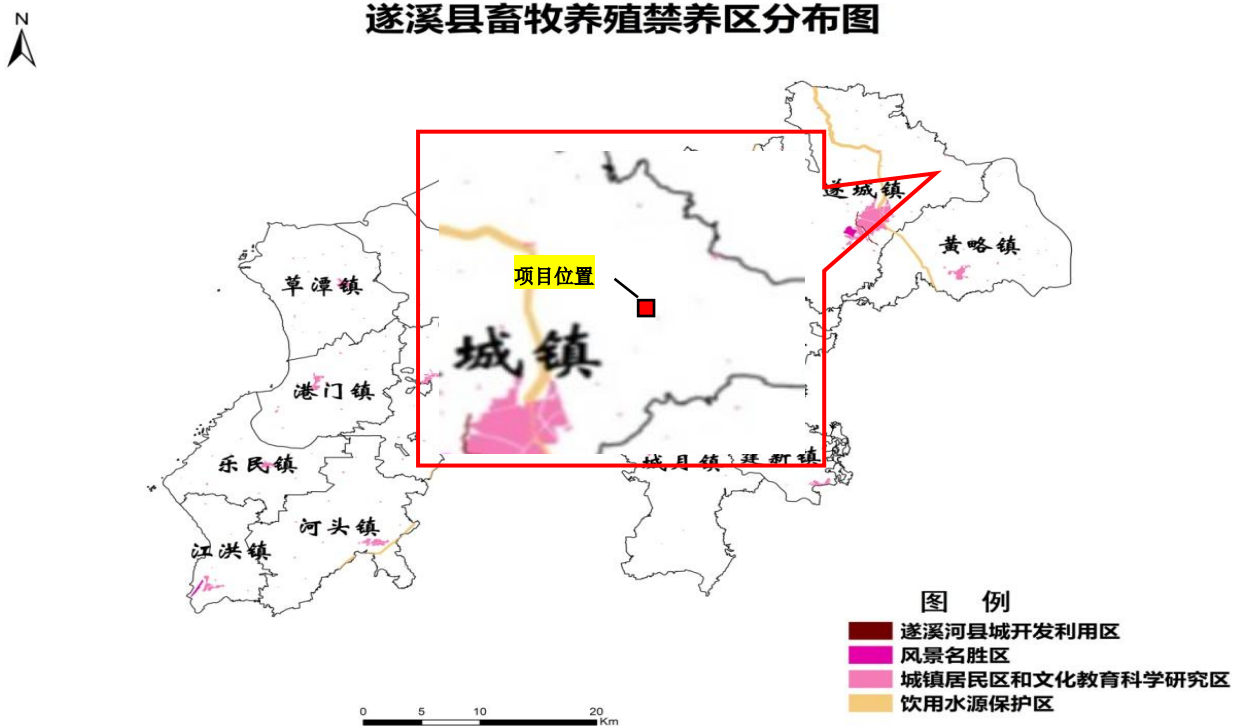 遂溪县畜牧养殖禁养区分布图
N
遂城镇
黄略镇
项目位置
草潭镇
城镇
港门镇
乐民镇
城月镇
河头镇
江洪镇
图 例
遂溪河县城开发利用区
风景名胜区
城镇居民区和文化教育科学研究区
饮用水源保护区
0 5 10 20
Km